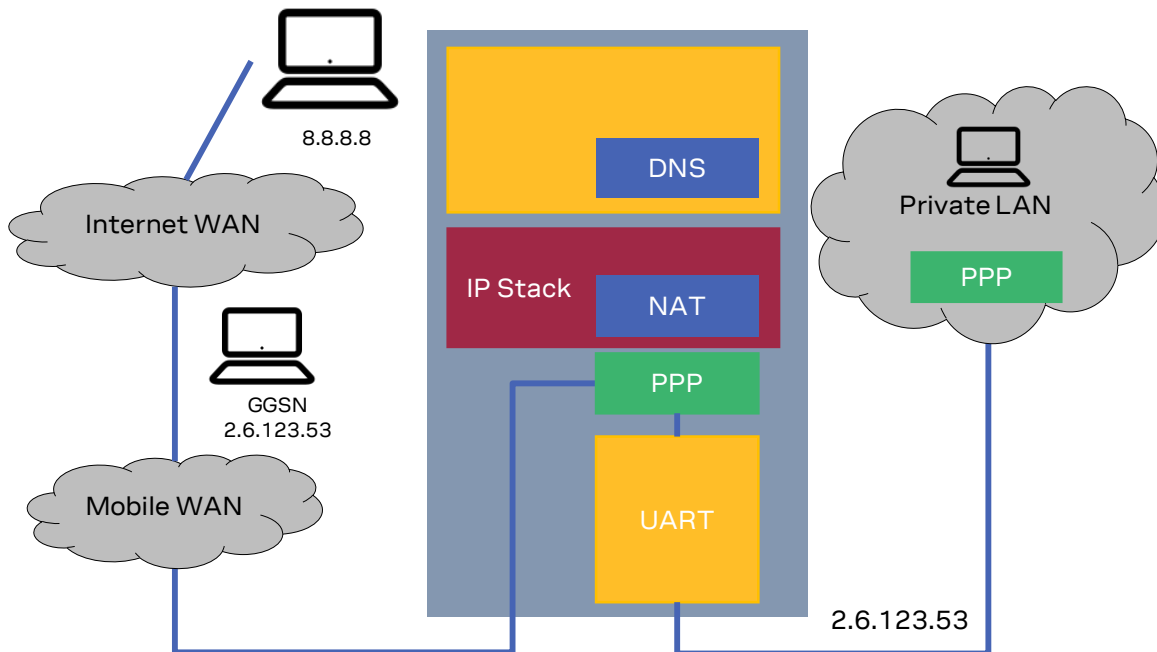 8.8.8.8
Internet WAN
GGSN
2.6.123.53
Mobile WAN
DNS
IP Stack
NAT
PPP
UART
Private LAN
PPP
2.6.123.53